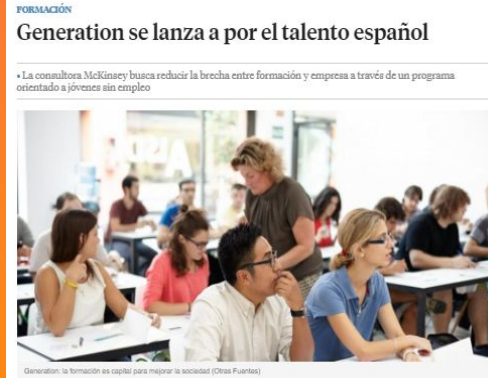 FORMACIÓN
Generation se lanza a por el talento español
• La consultora McKinsey busca reducir la brecha entre formación y empresa a través de un programa
orientado a jóvenes sin empleo
Generation: la formación es capital para mejorar la sociedad (Otras Fuentes)